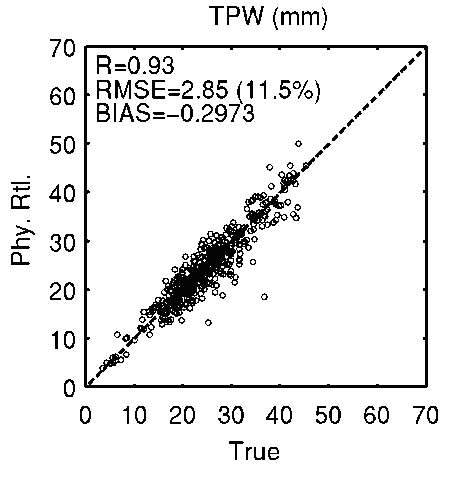 TPW (mm)
R=0.93
RMSE=2.85 (11.5%)
BIAS=−0.2973
70
60
50
40
30
20
10
0
Phy. Rtl.
0 10 20 30 40 50 60 70
True